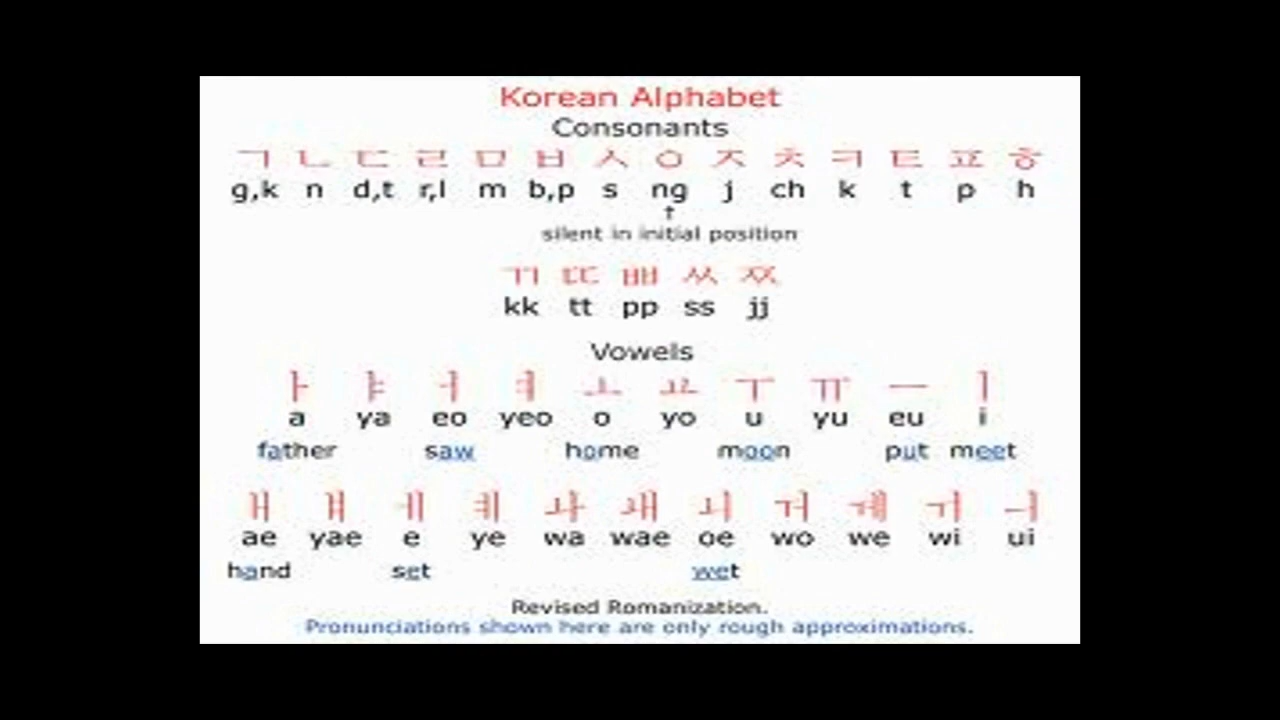 Korean Alphabet
Consonants
ㄱ ㄴ ㄷ ㄹ ㅁ ㅂ ㅅ ㅇ ㅈ ㅊ ㅋ ㅌ ㅍ ㅎ
g,k n d,t r,l m b,p s ng j ch k t p h
↑
silent in initial position
ㄲ ㄸ ㅃ ㅆ ㅉ
kk tt pp ss jj
Vowels
ㅏ ㅑ ㅓ ㅕ ㅗ ㅛ ㅜ ㅠ ㅡ ㅣ
a ya eo yeo o yo u yu eu i
father saw home moon put meet
ㅐ ㅒ ㅔ ㅖ ㅘ ㅙ ㅚ ㅝ ㅞ ㅟ ㅢ
ae yae e ye wa wae oe wo we wi ui
hand set wet
Revised Romanization.
Pronunciations shown here are only rough approximations.